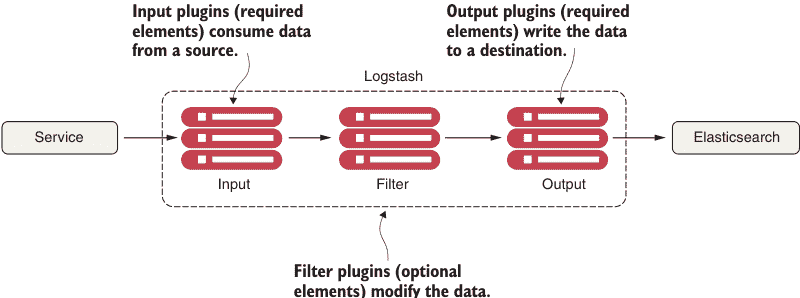 Input plugins (required
elements) consume data
from a source.
Output plugins (required
elements) write the data
to a destination.
Logstash
Service
Input
Filter
Output
Elasticsearch
Filter plugins (optional
elements) modify the data.